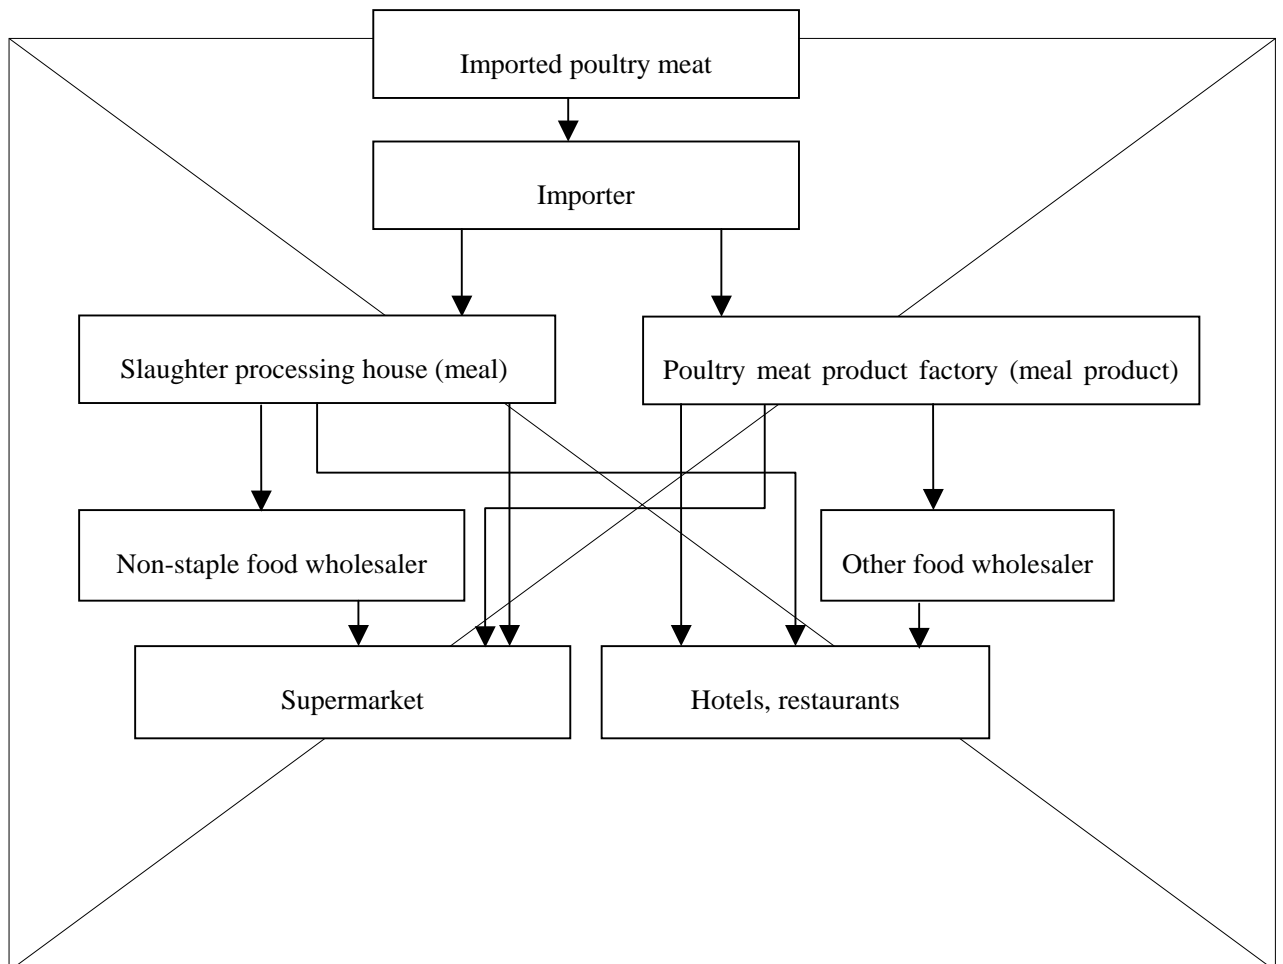 Imported poultry meat
Importer
Slaughter processing house (meal)
Poultry meat product factory (meal product)
Non-staple food wholesaler
Other food wholesaler
Supermarket
Hotels, restaurants